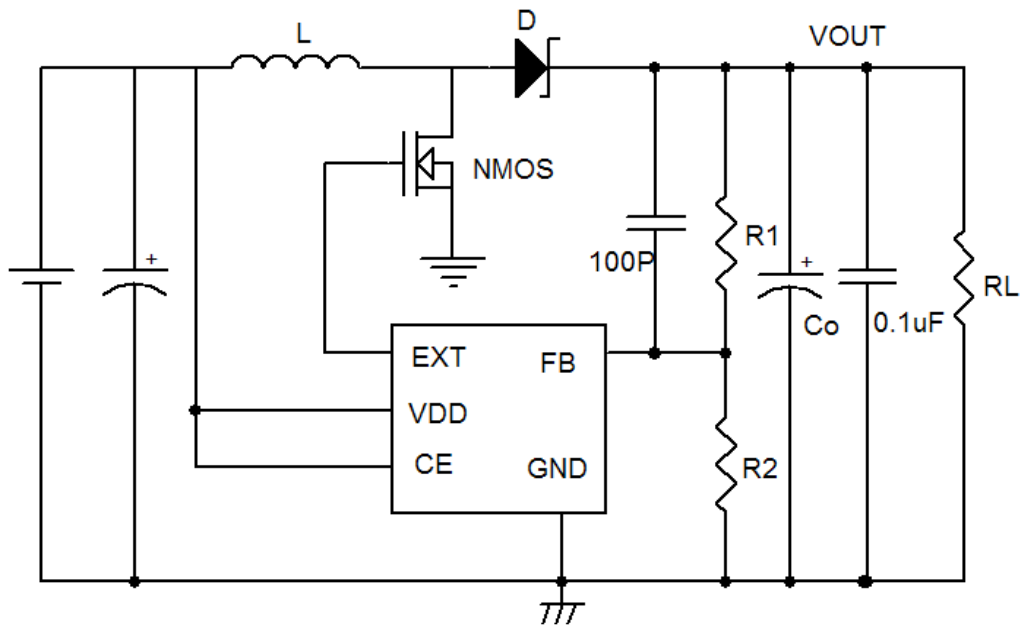 L
D
VOUT
NMOS
100P
R1
+
+
Co
0.1uF
RL
EXT
FB
VDD
CE
GND
R2